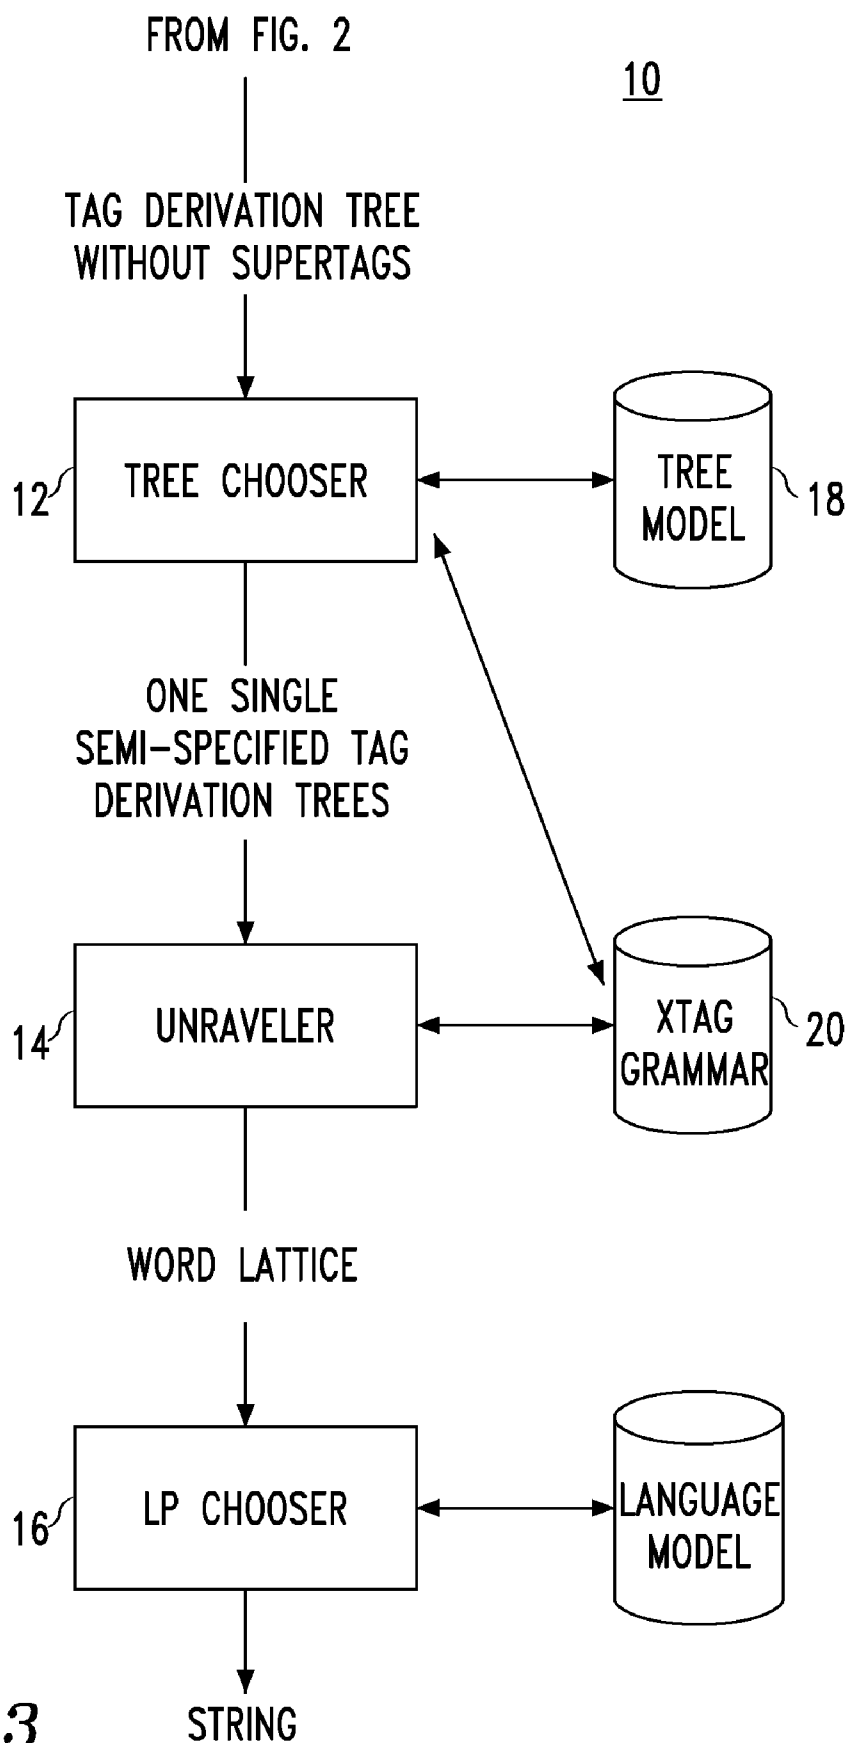 FROM FIG. 2
10
TAG DERIVATION TREE
WITHOUT SUPERTAGS
12
TREE CHOOSER
TREE
MODEL
18
ONE SINGLE
SEMI-SPECIFIED TAG
DERIVATION TREES
14
UNRAVELER
XTAG
GRAMMAR
20
WORD LATTICE
16
LP CHOOSER
LANGUAGE
MODEL
3
STRING